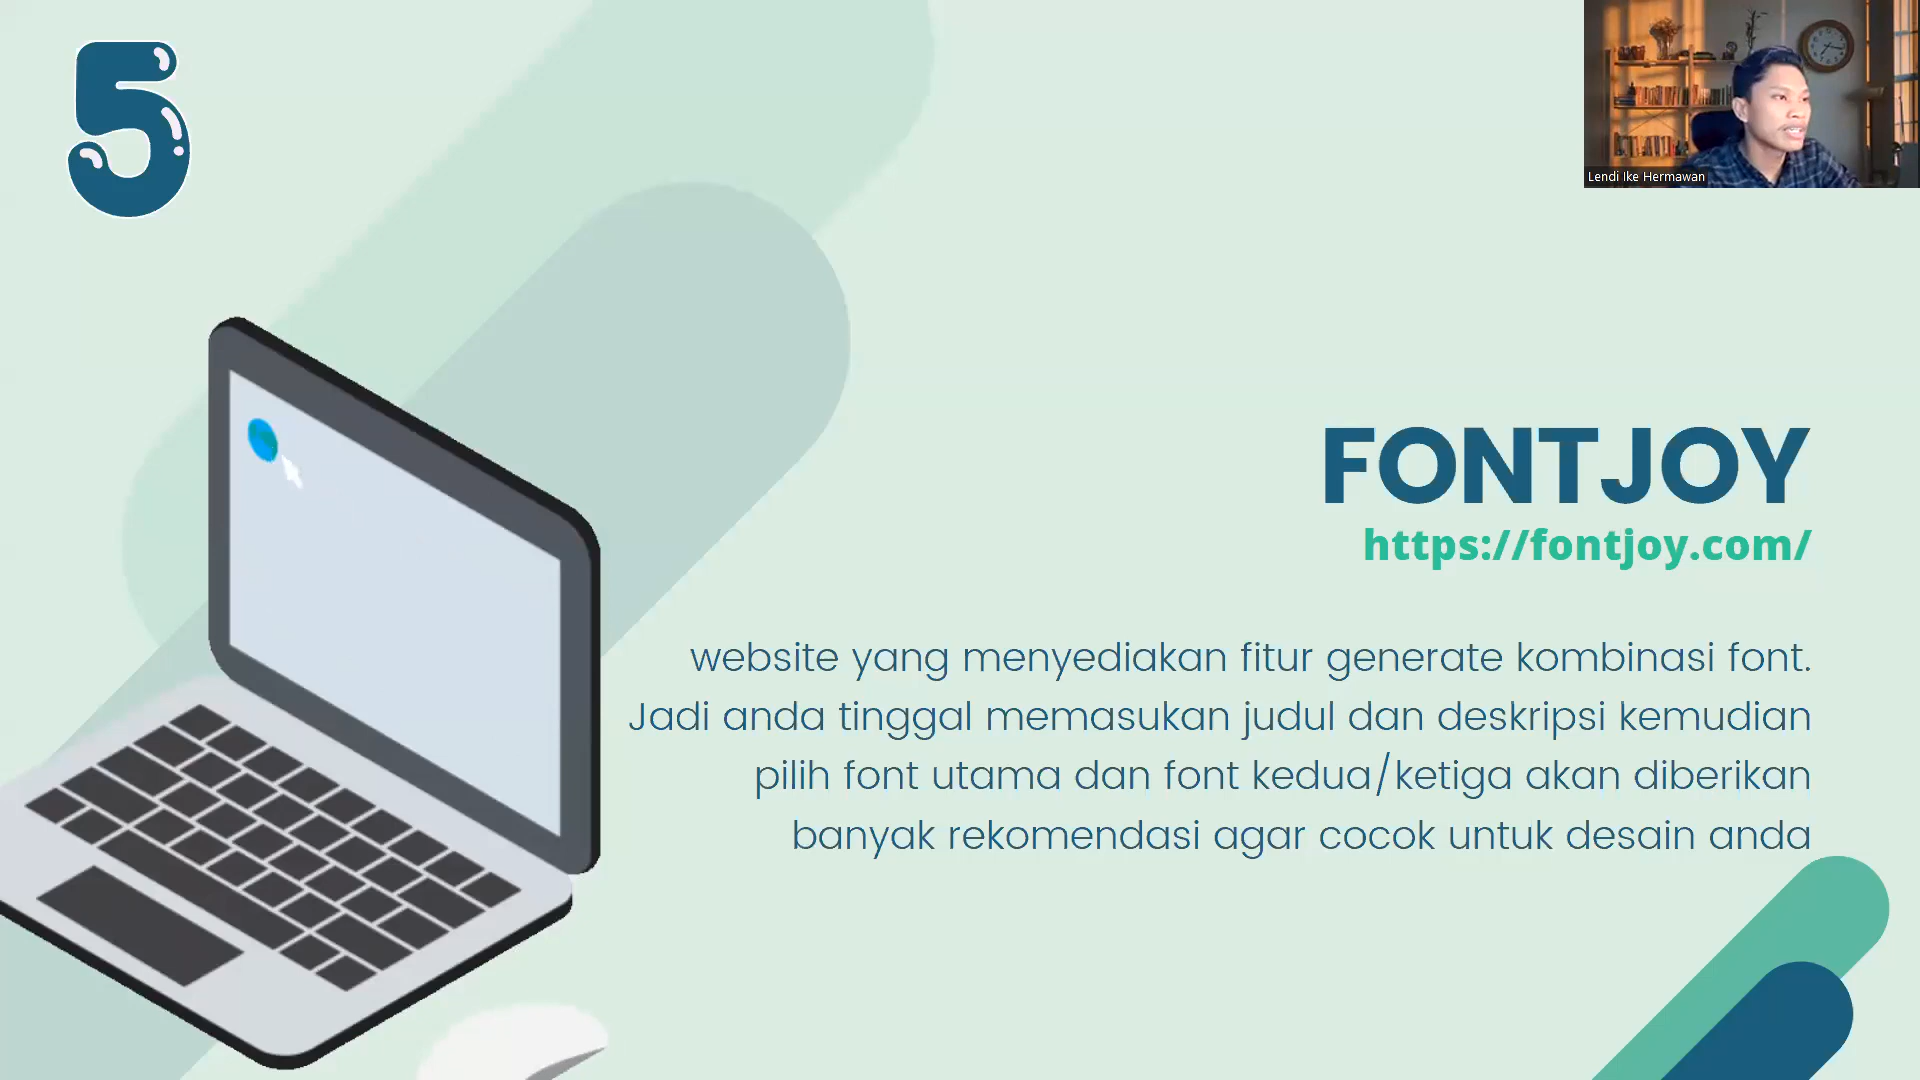 5
Lendi Ike Hermawan
FONTJOY
https://fontjoy.com/
website yang menyediakan fitur generate kombinasi font.
Jadi anda tinggal memasukan judul dan deskripsi kemudian
pilih font utama dan font kedua/ketiga akan diberikan
banyak rekomendasi agar cocok untuk desain anda